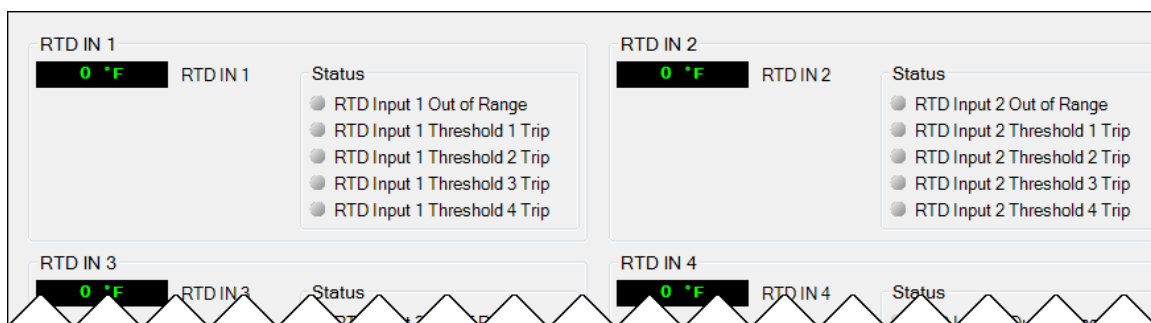 RTD IN 1
0 °F
RTD IN 1
Status
RTD Input 1 Out of Range
RTD Input 1 Threshold 1 Trip
RTD Input 1 Threshold 2 Trip
RTD Input 1 Threshold 3 Trip
RTD Input 1 Threshold 4 Trip
RTD IN 2
0 °F
RTD IN 2
Status
RTD Input 2 Out of Range
RTD Input 2 Threshold 1 Trip
RTD Input 2 Threshold 2 Trip
RTD Input 2 Threshold 3 Trip
RTD Input 2 Threshold 4 Trip
RTD IN 3
0 °F
RTD IN 3
Status
RTD IN 4
0 °F
RTD IN 4
Status